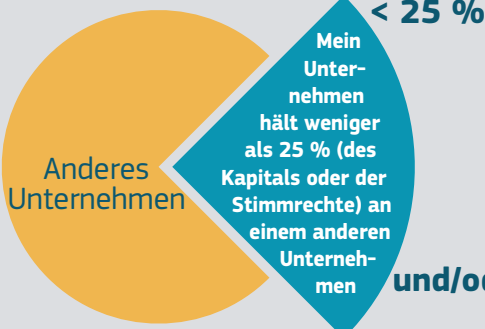 < 25 %
Mein
Unter-
nehmen
hält weniger
als 25 % (des
Kapitals oder der
Stimmrechte) an
einem anderen
Unterneh-
men
Anderes
Unternehmen
und/o